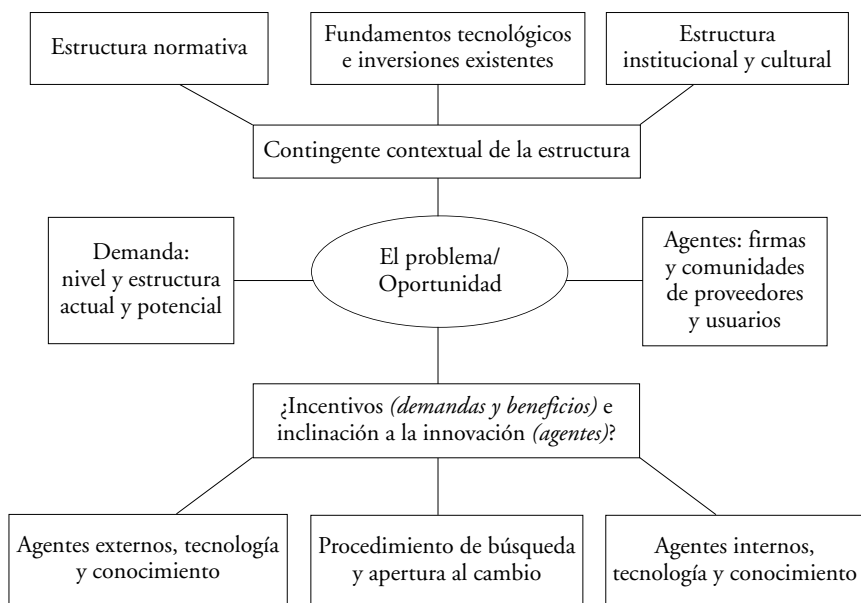 Estructura normativa
Fundamentos tecnológicos
e inversiones existentes
Estructura
institucional y cultural
Contingente contextual de la estructura
Demanda:
nivel y estructura
actual y potencial
El problema/
Oportunidad
Agentes: firmas
y comunidades
de proveedores
y usuarios
¿Incentivos (demandas y beneficios) e
inclinación a la innovación (agentes)?
Agentes externos, tecnología
y conocimiento
Procedimiento de búsqueda
y apertura al cambio
Agentes internos,
tecnología y conocimiento